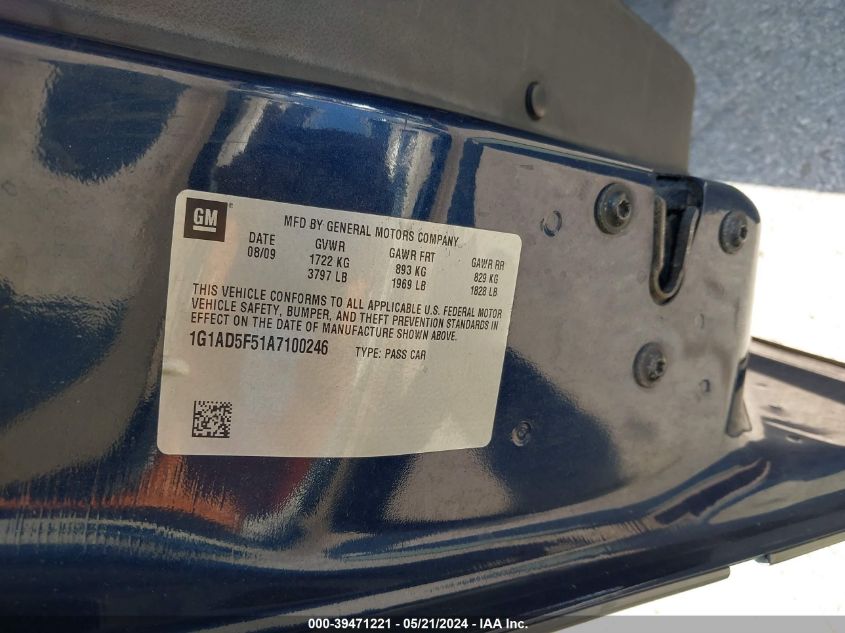 GM
MFD BY GENERAL MOTORS COMPANY
DATE GVWR GAWR FRT GAWR RR
08/09 1722 KG 893 KG 829 KG
3797 LB 1969 LB 1828 LB
THIS VEHICLE CONFORMS TO ALL APPLICABLE U.S. FEDERAL MOTOR
VEHICLE SAFETY, BUMPER, AND THEFT PREVENTION STANDARDS IN
EFFECT ON THE DATE OF MANUFACTURE SHOWN ABOVE.
1G1AD5F51A7100246 TYPE: PASS CAR
000-39471221 - 05/21/2024 - IAA Inc.